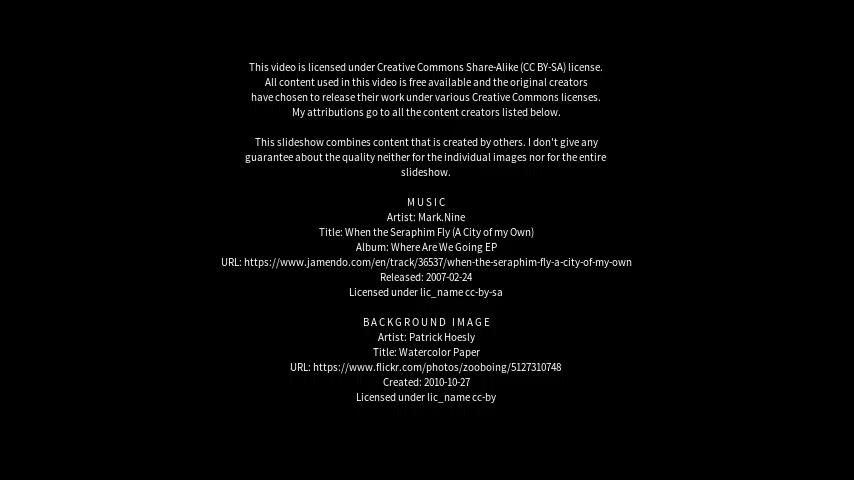 This video is licensed under Creative Commons Share-Alike (CC BY-SA) license.
All content used in this video is free available and the original creators
have chosen to release their work under various Creative Commons licenses.
My attributions go to all the content creators listed below.
This slideshow combines content that is created by others. I don't give any
guarantee about the quality neither for the individual images nor for the entire
slideshow.
MUSIC
Artist: Mark.Nine
Title: When the Seraphim Fly (A City of my Own)
Album: Where Are We Going EP
URL: https://www.jamendo.com/en/track/36537/when-the-seraphim-fly-a-city-of-my-own
Released: 2007-02-24
Licensed under lic_name cc-by-sa
BACKGROUND IMAGE
Artist: Patrick Hoesly
Title: Watercolor Paper
URL: https://www.flickr.com/photos/zooboing/5127310748
Created: 2010-10-27
Licensed under lic_name cc-by